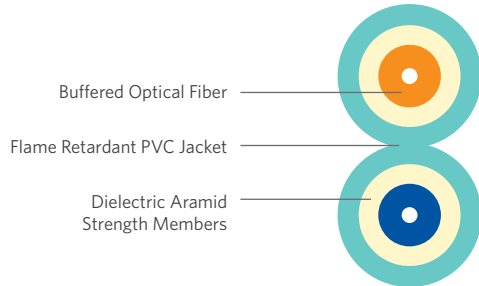 Buffered Optical Fiber
Flame Retardant PVC Jacket
Dielectric Aramid
Strength Members